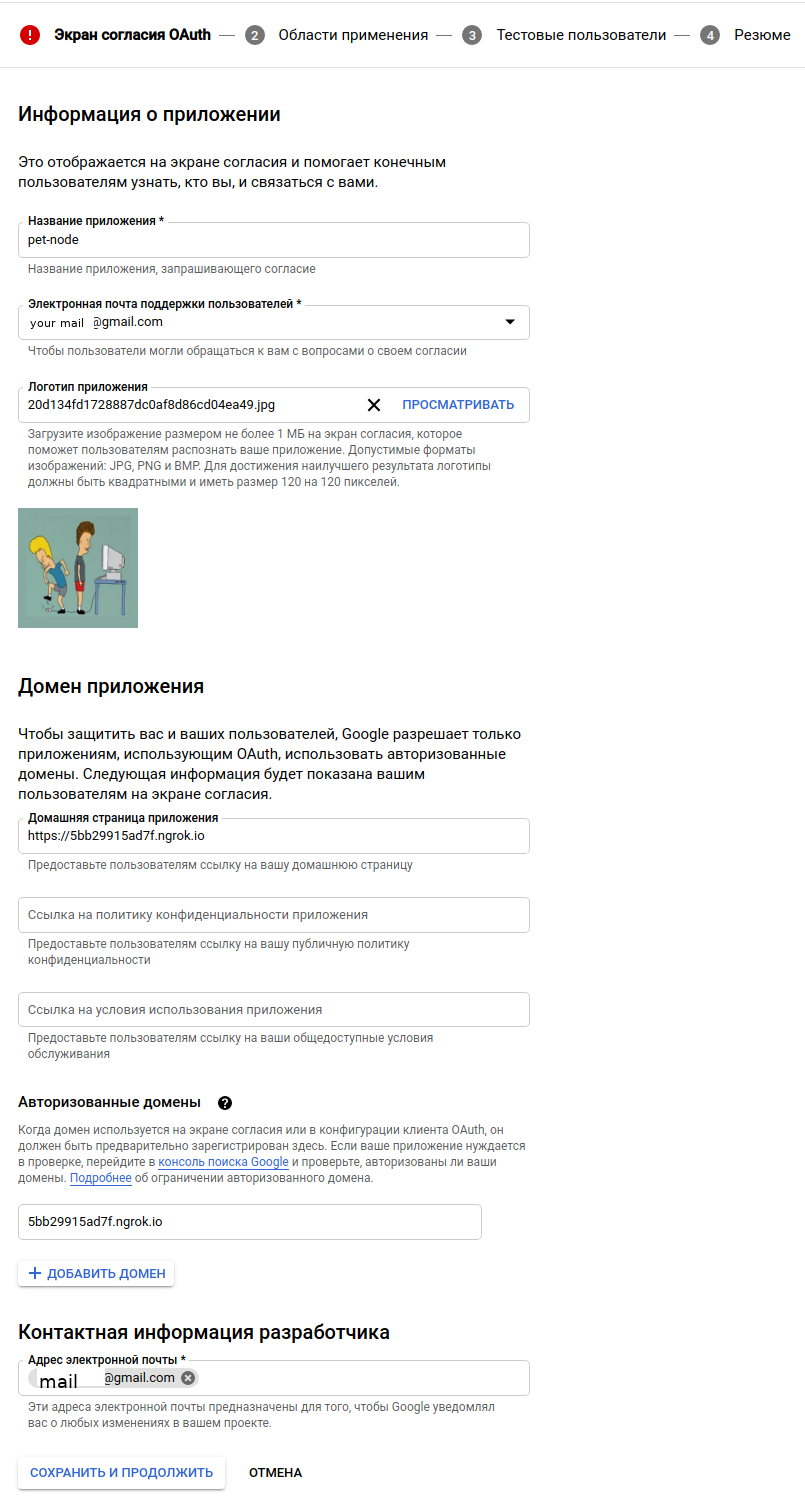 Экран согласия OAuth — 2 Области применения — 3 Тестовые пользователи — 4 Резюме
Информация о приложении
Это отображается на экране согласия и помогает конечным
пользователям узнать, кто вы, и связаться с вами.
Название приложения *
pet-node
Название приложения, запрашивающего согласие
Электронная почта поддержки пользователей *
your mail @gmail.com
Чтобы пользователи могли обращаться к вам с вопросами о своем согласии
Логотип приложения
20d134fd1728887dc0af8d86cd04ea49.jpg ПРОСМАТРИВАТЬ
Загрузите изображение размером не более 1 МБ на экран согласия, которое
поможет пользователям распознать ваше приложение. Допустимые форматы
изображений: JPG, PNG и BMP. Для достижения наилучшего результата логотипы
должны быть квадратными и иметь размер 120 на 120 пикселей.
Домен приложения
Чтобы защитить вас и ваших пользователей, Google разрешает только
приложениям, использующим OAuth, использовать авторизованные
домены. Следующая информация будет показана вашим
пользователям на экране согласия.
Домашняя страница приложения
https://5bb29915ad7f.ngrok.io
Предоставьте пользователям ссылку на вашу домашнюю страницу
Ссылка на политику конфиденциальности приложения
Предоставьте пользователям ссылку на вашу публичную политику
конфиденциальности
Ссылка на условия использования приложения
Предоставьте пользователям ссылку на ваши общедоступные условия
обслуживания
Авторизованные домены ?
Когда домен используется на экране согласия или в конфигурации клиента OAuth, он
должен быть предварительно зарегистрирован здесь. Если ваше приложение нуждается
в проверке, перейдите в консоль поиска Google и проверьте, авторизованы ли ваши
домены. Подробнее об ограничении авторизованного домена.
5bb29915ad7f.ngrok.io
+ ДОБАВИТЬ ДОМЕН
Контактная информация разработчика
Адрес электронной почты *
mail @gmail.com
Эти адреса электронной почты предназначены для того, чтобы Google уведомлял
вас о любых изменениях в вашем проекте.
СОХРАНИТЬ И ПРОДОЛЖИТЬ ОТМЕНА